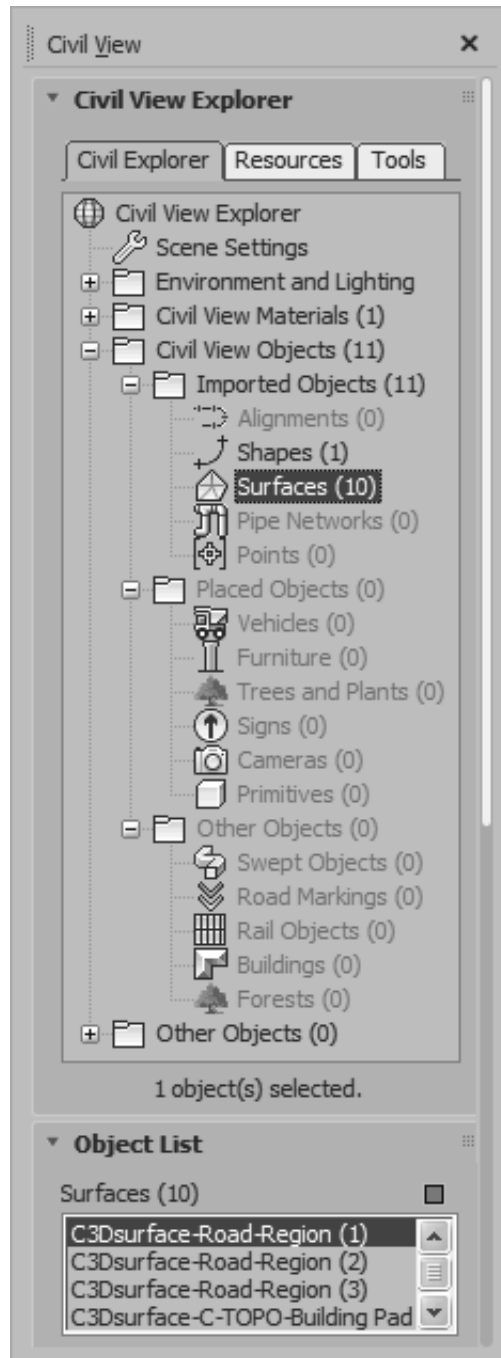 Civil View
Civil View Explorer
Civil Explorer Resources Tools
Civil View Explorer
Scene Settings
Environment and Lighting
Civil View Materials (1)
Civil View Objects (11)
Imported Objects (11)
Alignments (0)
Shapes (1)
Surfaces (10)
Pipe Networks (0)
Points (0)
Placed Objects (0)
Vehicles (0)
Furniture (0)
Trees and Plants (0)
Signs (0)
Cameras (0)
Primitives (0)
Other Objects (0)
Swept Objects (0)
Road Markings (0)
Rail Objects (0)
Buildings (0)
Forests (0)
Other Objects (0)
1 object(s) selected.
Object List
Surfaces (10)
C3Dsurface-Road-Region (1)
C3Dsurface-Road-Region (2)
C3Dsurface-Road-Region (3)
C3Dsurface-C-TOPO-Building Pad